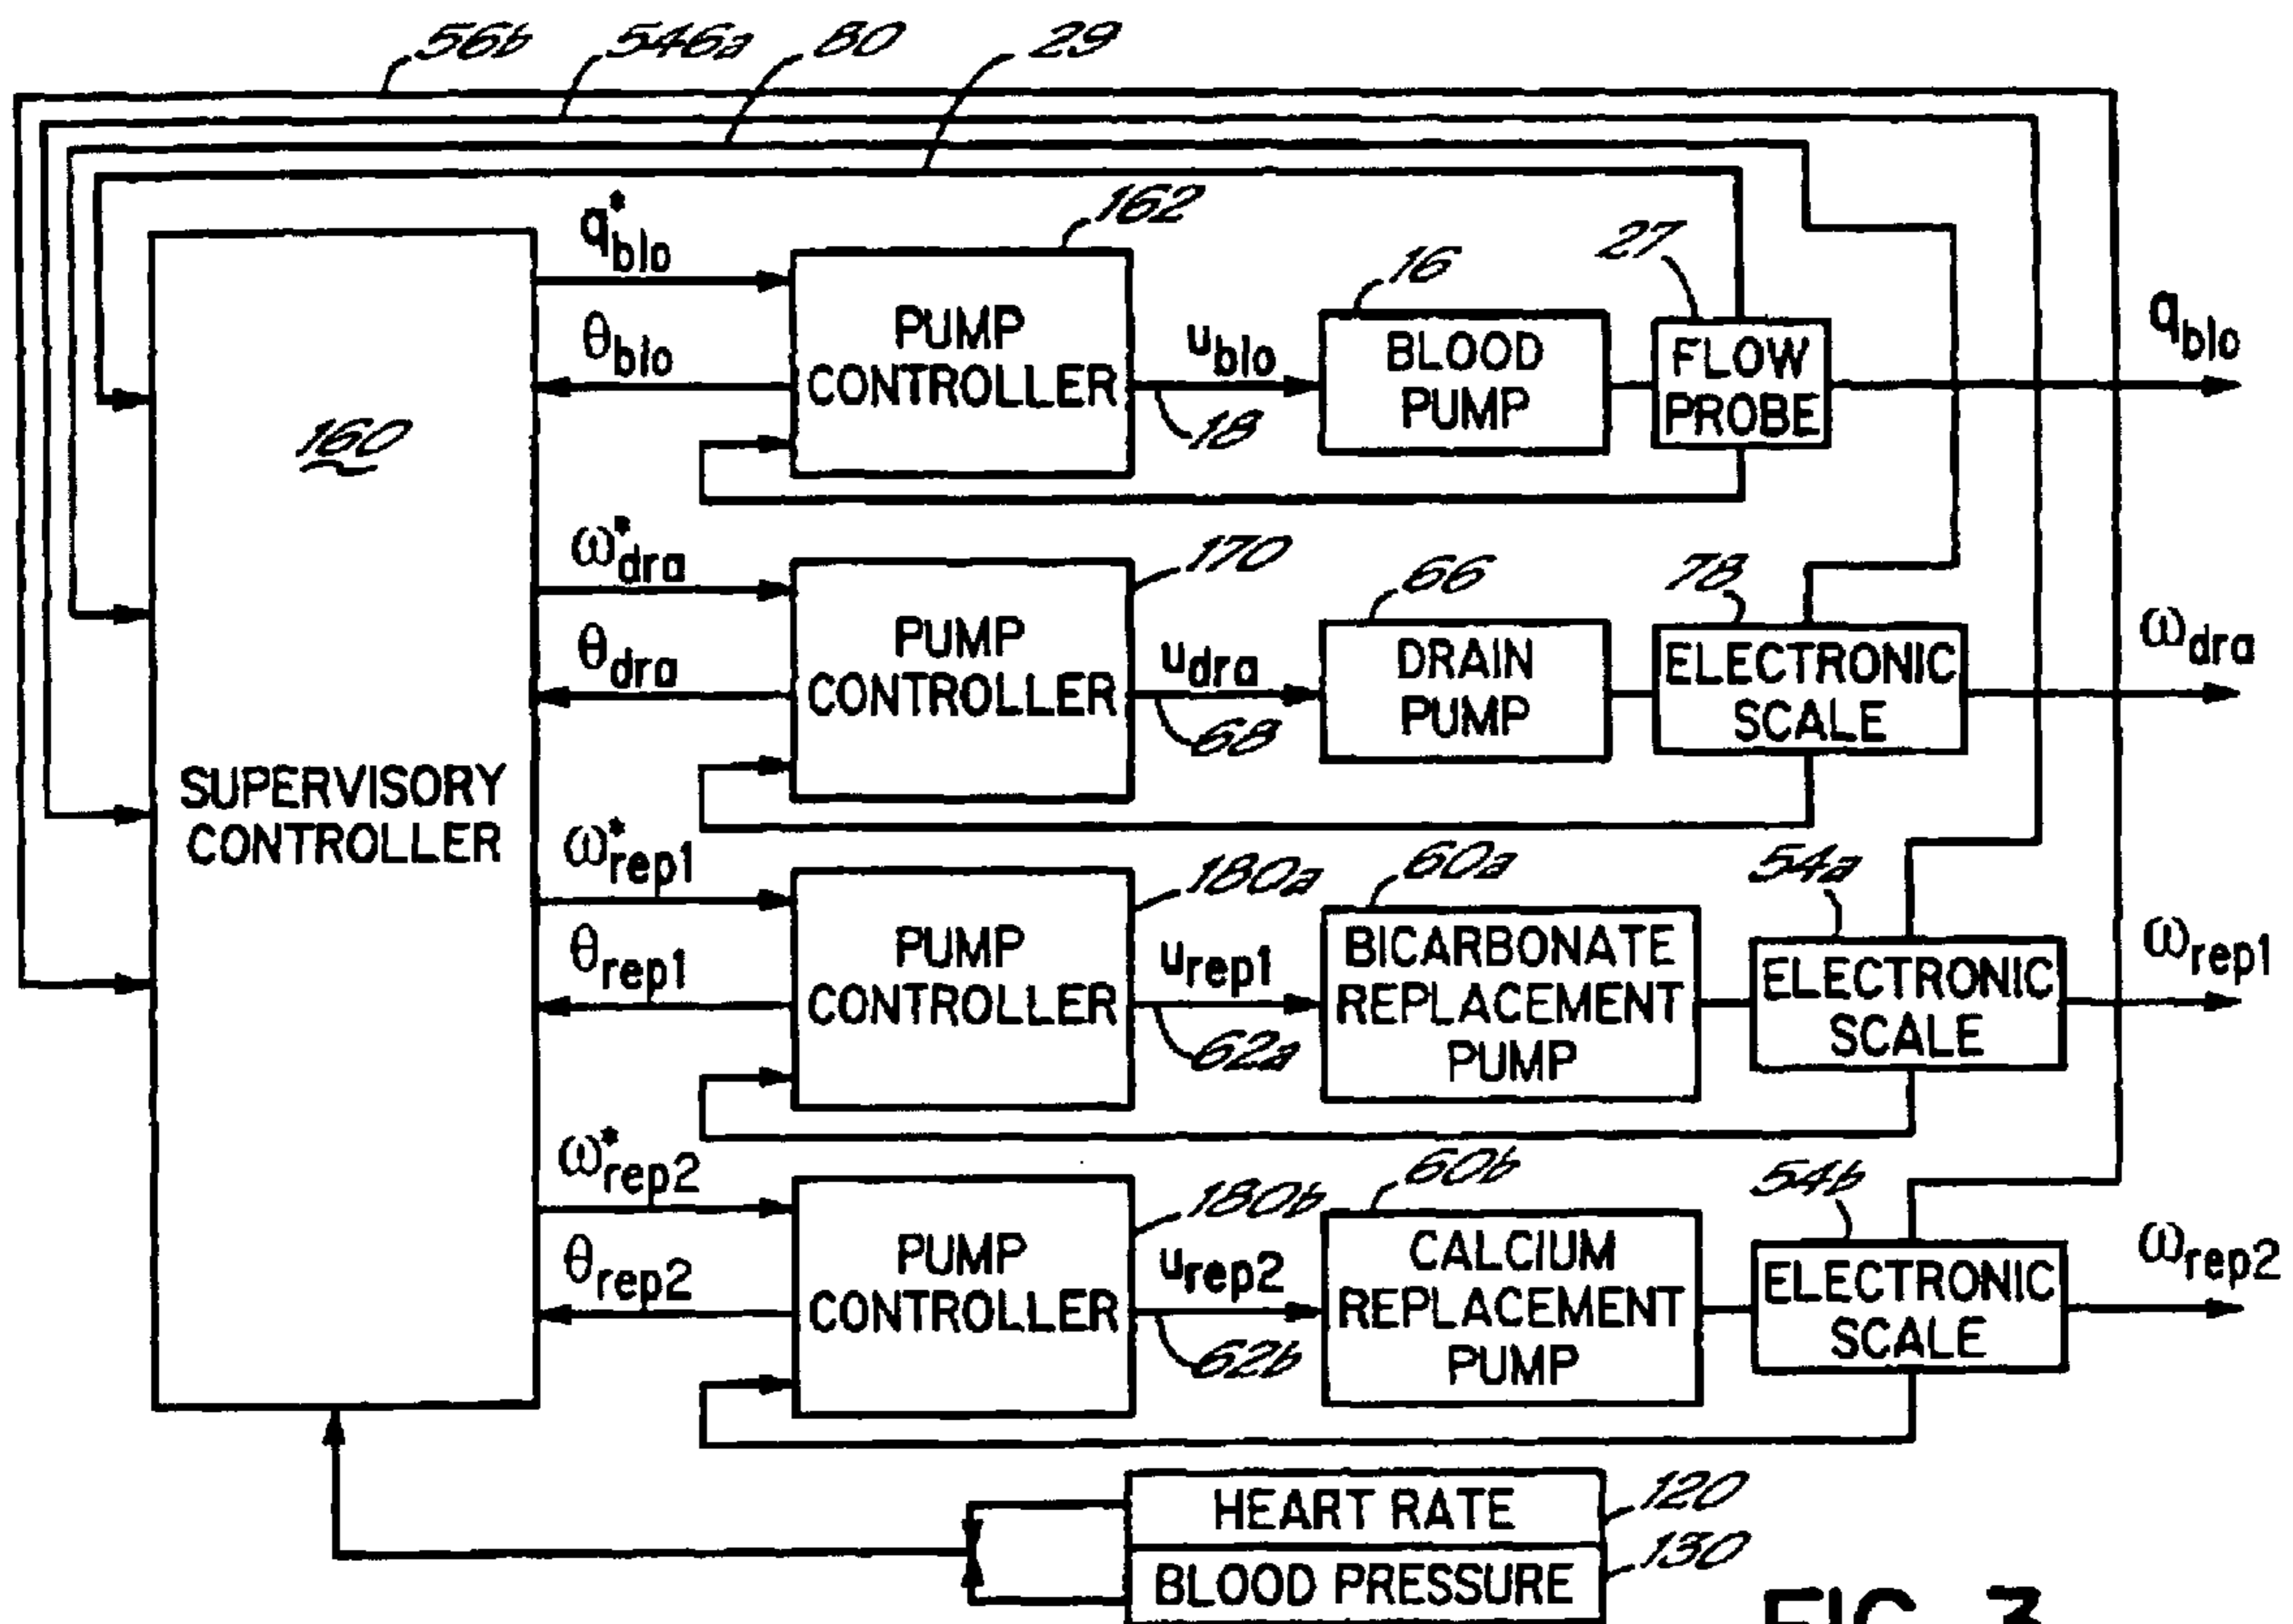 56b 546a 80 29
q*blo
162
θblo
PUMP
CONTROLLER
ublo
18
16
BLOOD
PUMP
27
FLOW
PROBE
qblo
160
SUPERVISORY
CONTROLLER
ω*dra
170
θdra
PUMP
CONTROLLER
udra
68
66
DRAIN
PUMP
78
ELECTRONIC
SCALE
ωdra
ω*rep1
180a
θrep1
PUMP
CONTROLLER
urep1
62a
60a
BICARBONATE
REPLACEMENT
PUMP
54a
ELECTRONIC
SCALE
ωrep1
ω*rep2
180b
θrep2
PUMP
CONTROLLER
urep2
62b
60b
CALCIUM
REPLACEMENT
PUMP
54b
ELECTRONIC
SCALE
ωrep2
HEART RATE
120
BLOOD PRESSURE
130
FIG. 3